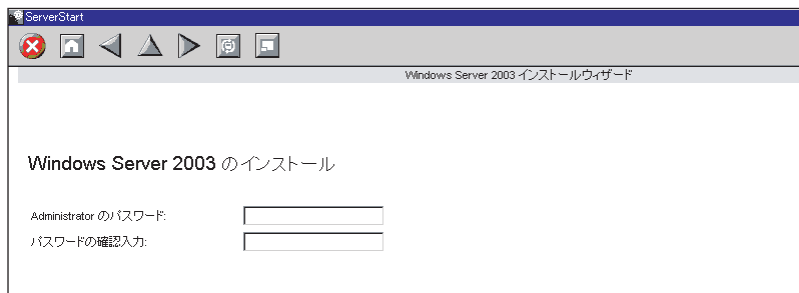 ServerStart
Windows Server 2003 インストールウィザード
Windows Server 2003 のインストール
Administrator のパスワード:
パスワードの確認入力: